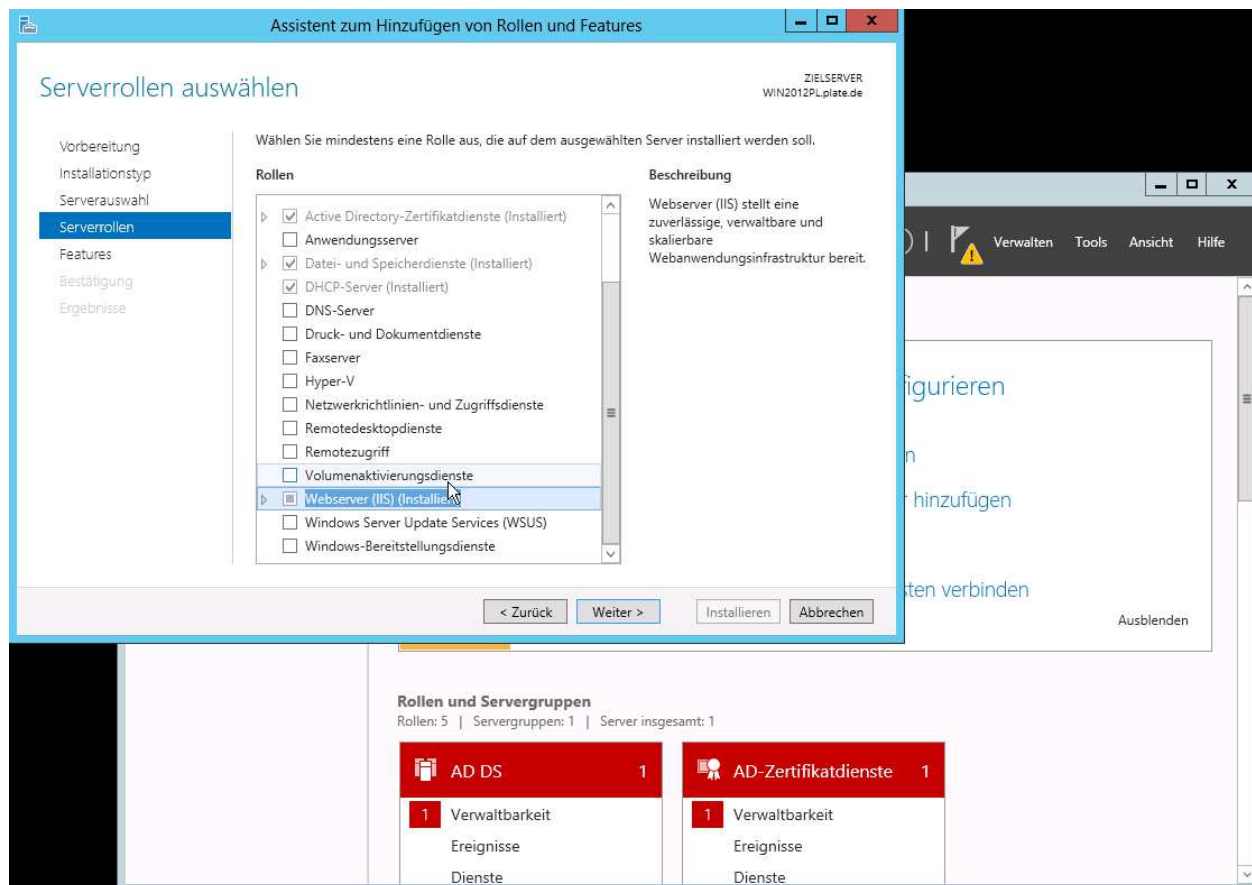 Assistent zum Hinzufügen von Rollen und Features
Serverrollen auswählen
ZIELSERVER
WIN2012PL.plate.de
Vorbereitung
Installationstyp
Serverauswahl
Serverrollen
Features
Bestätigung
Ergebnisse
Wählen Sie mindestens eine Rolle aus, die auf dem ausgewählten Server installiert werden soll.
Rollen
Active Directory-Zertifikatdienste (Installiert)
Anwendungsserver
Datei- und Speicherdienste (Installiert)
DHCP-Server (Installiert)
DNS-Server
Druck- und Dokumentdienste
Faxserver
Hyper-V
Netzwerkrichtlinien- und Zugriffsdienste
Remotedesktopdienste
Remotezugriff
Volumenaktivierungsdienste
Webserver (IIS) (Installiert)
Windows Server Update Services (WSUS)
Windows-Bereitstellungsdienste
Beschreibung
Webserver (IIS) stellt eine
zuverlässige, verwaltbare und
skalierbare
Webanwendungsinfrastruktur bereit.
< Zurück
Weiter >
Installieren
Abbrechen
Verwalten
Tools
Ansicht
Hilfe
figurieren
n
r hinzufügen
sten verbinden
Ausblenden
Rollen und Servergruppen
Rollen: 5 | Servergruppen: 1 | Server insgesamt: 1
AD DS 1
1 Verwaltbarkeit
Ereignisse
Dienste
AD-Zertifikatdienste 1
1 Verwaltbarkeit
Ereignisse
Dienste